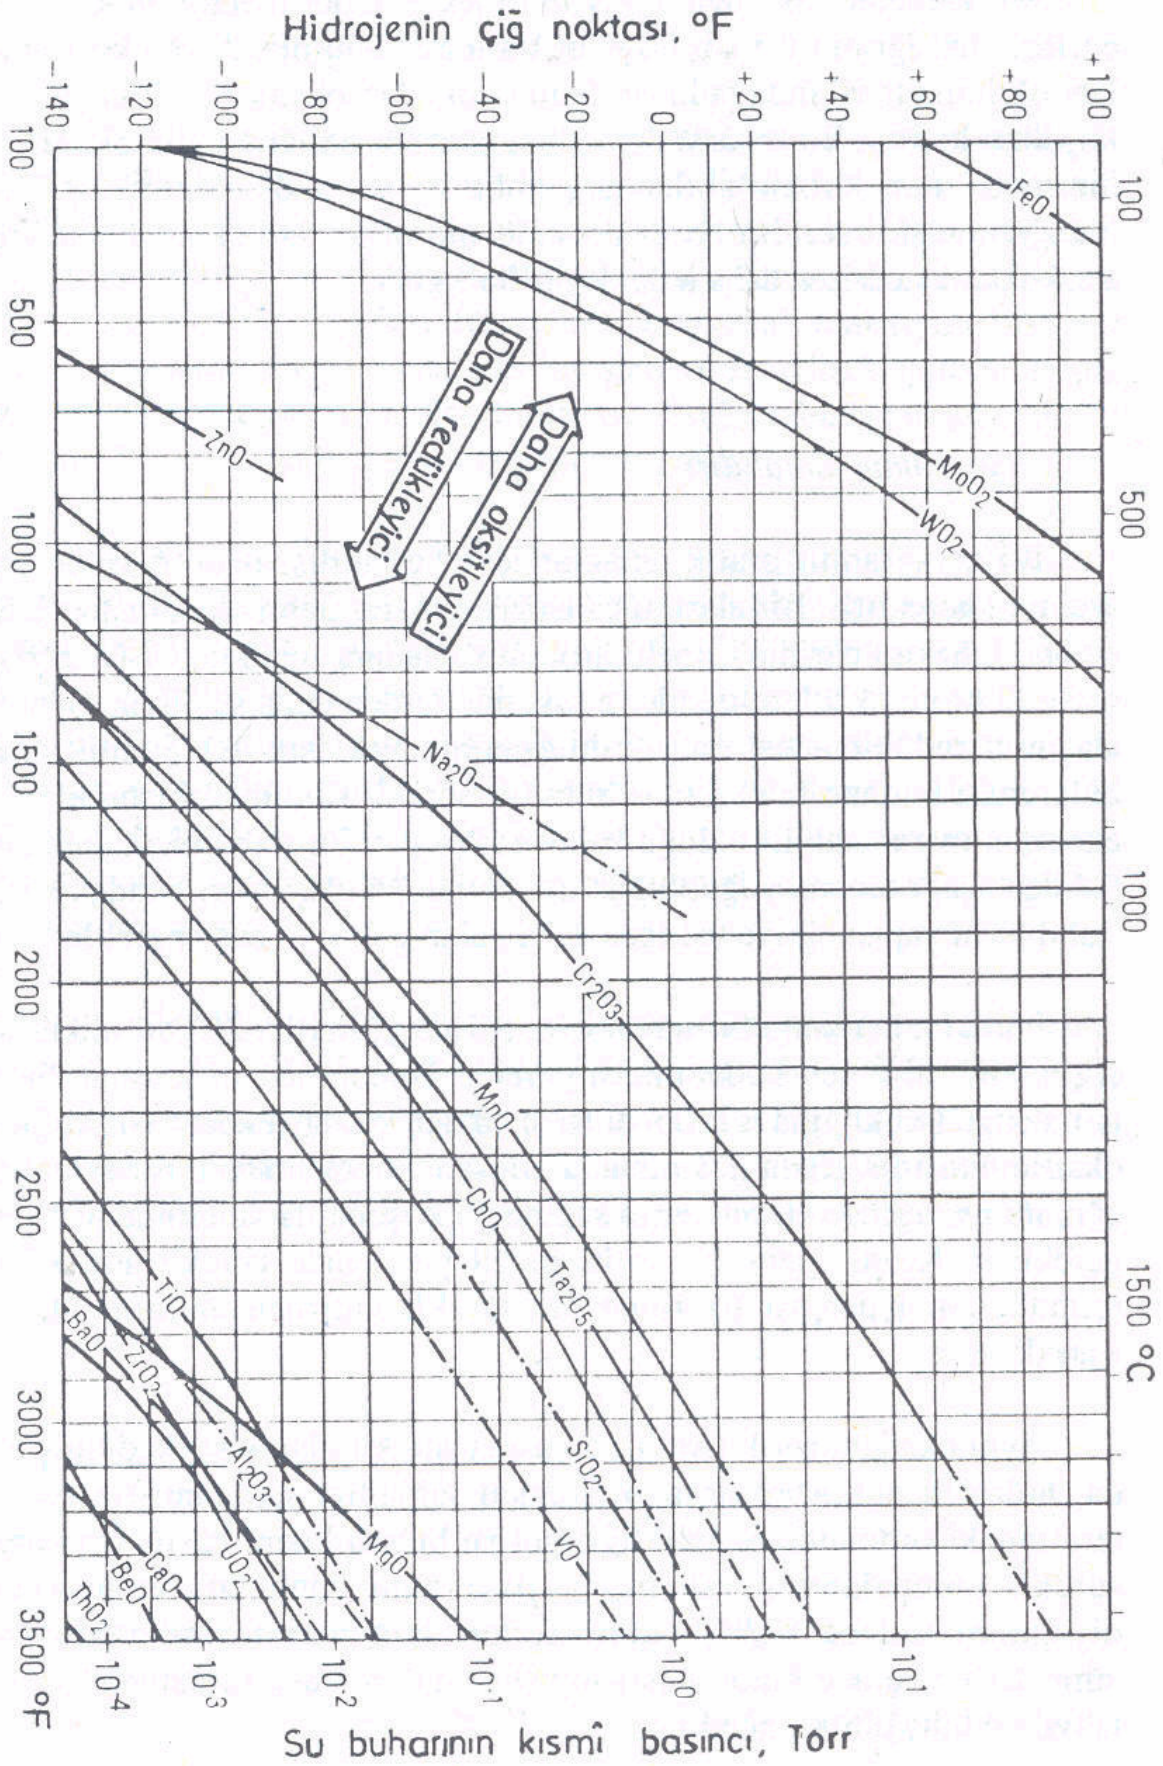 Hidrojenin çiğ noktası, °F
-140
-120
-100
-80
-60
-40
-20
0
+20
+40
+60
+80
+100
100
500
1000
1500
2000
2500
3000
3500 °F
100
500
1000
1500 °C
FeO
MoO2
WO2
ZnO
Daha redükleyici
Daha oksitleyici
Na2O
Cr2O3
MnO
CbO
Ta2O5
TiO
SiO2
VO
BaO
ZrO2
Al2O3
MgO
UO2
CaO
BeO
ThO2
10-4
10-3
10-2
10-1
100
101
Su buharının kısmî basıncı, Torr